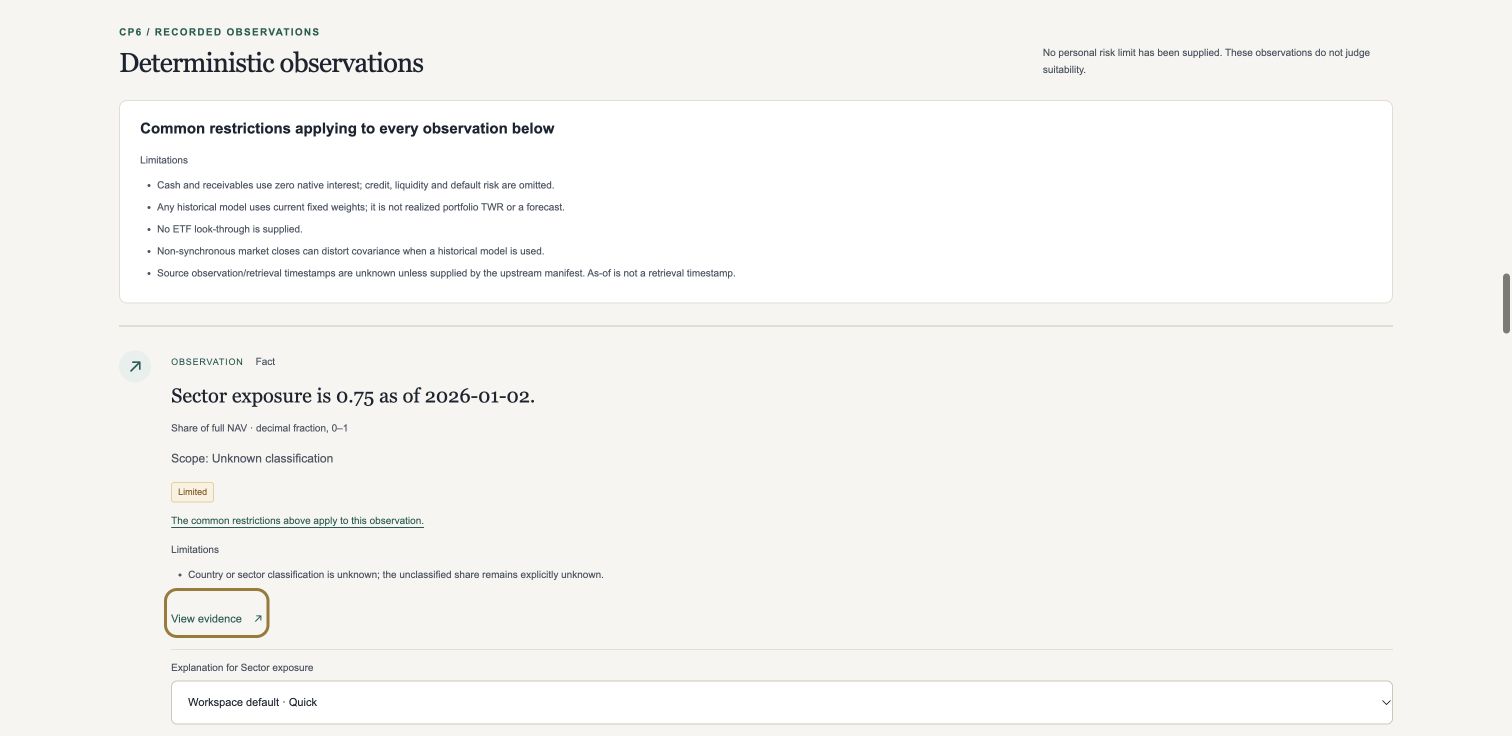 CP6 / RECORDED OBSERVATIONS
Deterministic observations
No personal risk limit has been supplied. These observations do not judge
suitability.
Common restrictions applying to every observation below
Limitations
• Cash and receivables use zero native interest; credit, liquidity and default risk are omitted.
• Any historical model uses current fixed weights; it is not realized portfolio TWR or a forecast.
• No ETF look-through is supplied.
• Non-synchronous market closes can distort covariance when a historical model is used.
• Source observation/retrieval timestamps are unknown unless supplied by the upstream manifest. As-of is not a retrieval timestamp.
OBSERVATION Fact
Sector exposure is 0.75 as of 2026-01-02.
Share of full NAV · decimal fraction, 0–1
Scope: Unknown classification
Limited
The common restrictions above apply to this observation.
Limitations
• Country or sector classification is unknown; the unclassified share remains explicitly unknown.
View evidence
Explanation for Sector exposure
Workspace default · Quick